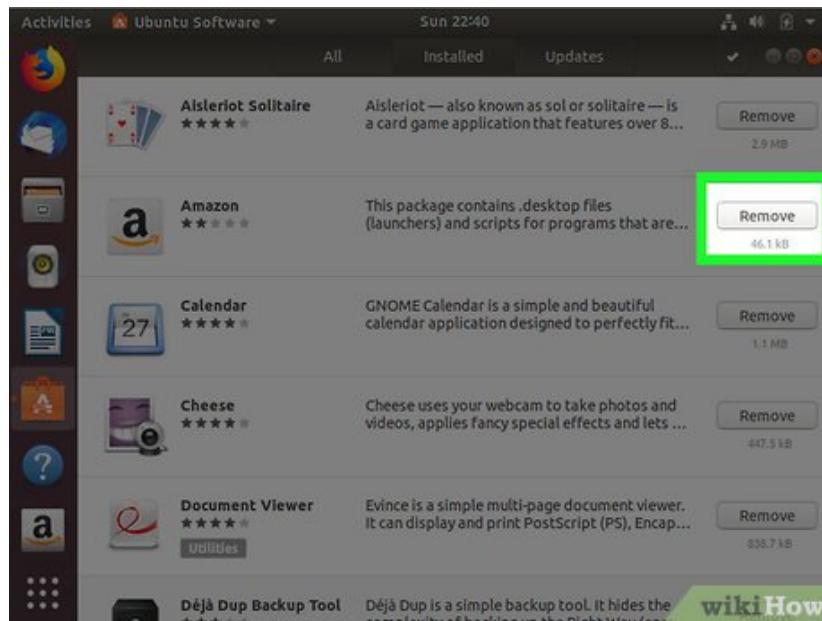 Activities Ubuntu Software Sun 22:40
All Installed Updates
Aisleriot Solitaire
Aisleriot — also known as sol or solitaire — is
a card game application that features over 8...
Remove
2.9 MB
Amazon
This package contains .desktop files
(launchers) and scripts for programs that are...
Remove
46.1 kB
Calendar
GNOME Calendar is a simple and beautiful
calendar application designed to perfectly fit...
Remove
1.1 MB
27
Cheese
Cheese uses your webcam to take photos and
videos, applies fancy special effects and lets ...
Remove
447.5 kB
Document Viewer
Utilities
Evince is a simple multi-page document viewer.
It can display and print PostScript (PS), Encap...
Remove
838.7 kB
Déjà Dup Backup Tool
Déjà Dup is a simple backup tool. It hides the
wikiHow